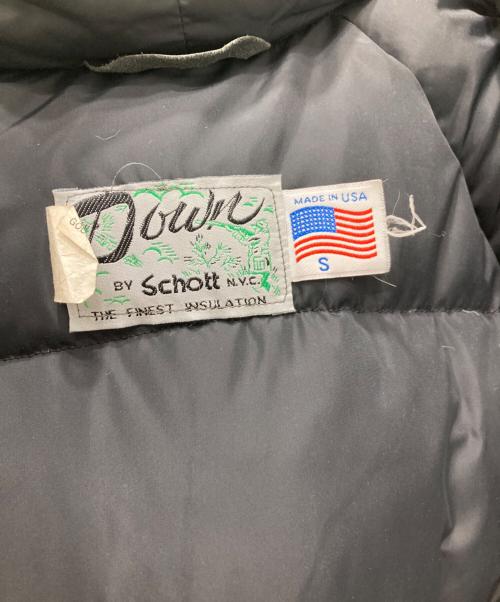 Down
BY Schott N.Y.C.
THE FINEST INSULATION
MADE IN USA
S